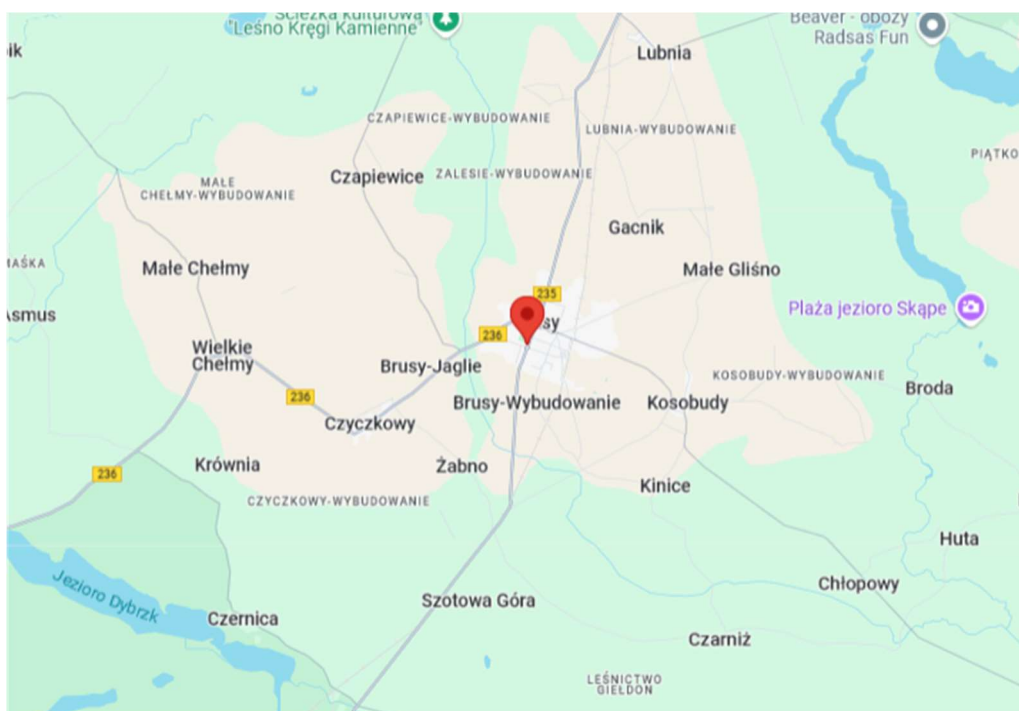 Ścieżka kulturowa
"Leśno Kręgi Kamienne"
Beaver - obozy
Radsas Fun
Lubnia
CZAPIEWICE-WYBUDOWANIE
LUBNIA-WYBUDOWANIE
Czapiewice
ZALESIE-WYBUDOWANIE
MAŁE
CHEŁMY-WYBUDOWANIE
Gacnik
Małe Chełmy
Małe Gliśno
235
Plaża jezioro Skąpe
236
Wielkie
Chełmy
Brusy-Jaglie
KOSOBUDY-WYBUDOWANIE
Broda
236
Brusy-Wybudowanie
Kosobudy
Czyczkowy
Krównia
Żabno
236
Kinice
CZYCZKOWY-WYBUDOWANIE
Huta
Jezioro Dybrzk
Chłopowy
Szotowa Góra
Czernica
Czarniż
LEŚNICTWO
GIEŁDON